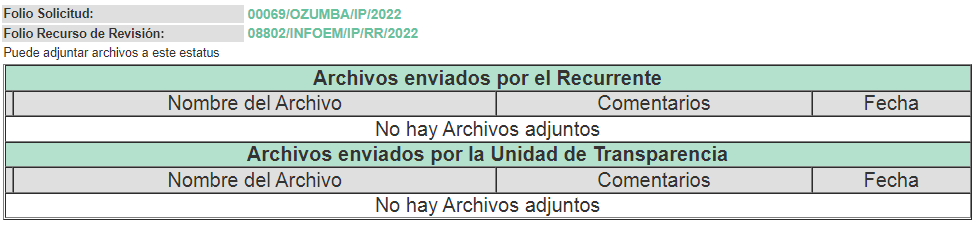 Folio Solicitud: 00069/OZUMBA/IP/2022
Folio Recurso de Revisión: 08802/INFOEM/IP/RR/2022
Puede adjuntar archivos a este estatus
Archivos enviados por el Recurrente
Nombre del Archivo Comentarios Fecha
No hay Archivos adjuntos
Archivos enviados por la Unidad de Transparencia
Nombre del Archivo Comentarios Fecha
No hay Archivos adjuntos